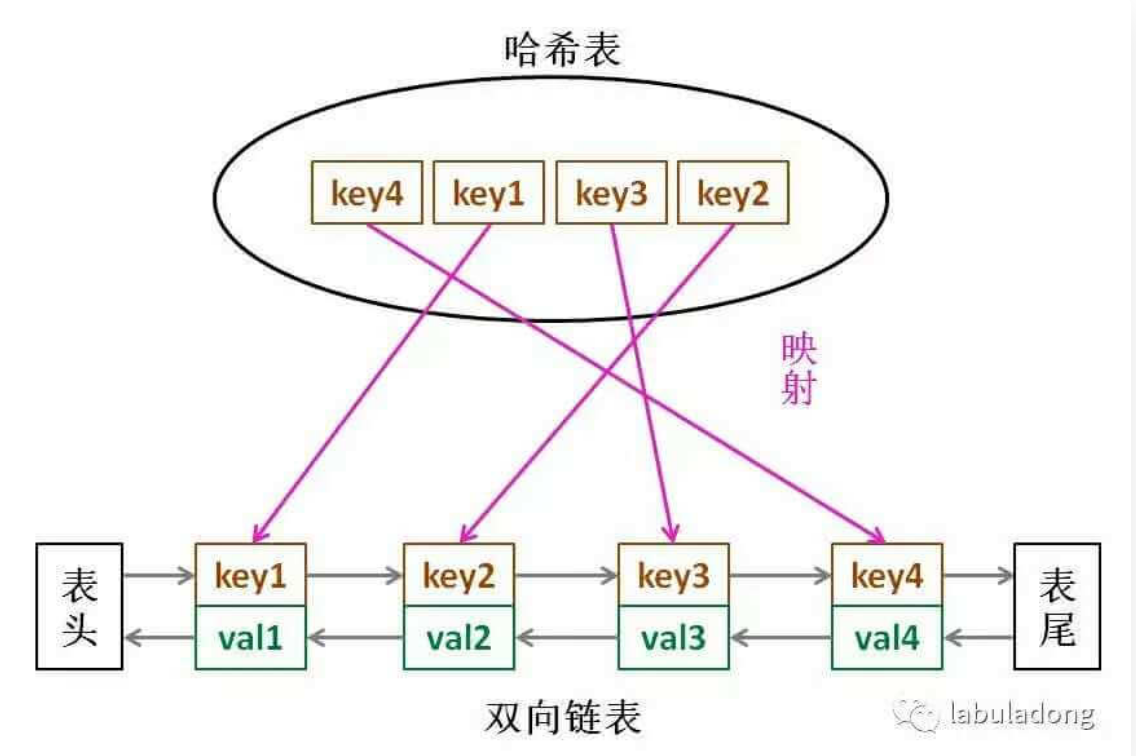 哈希表
key4 key1 key3 key2
映
射
表
头
key1 key2 key3 key4
val1 val2 val3 val4
表
尾
双向链表
labuladong